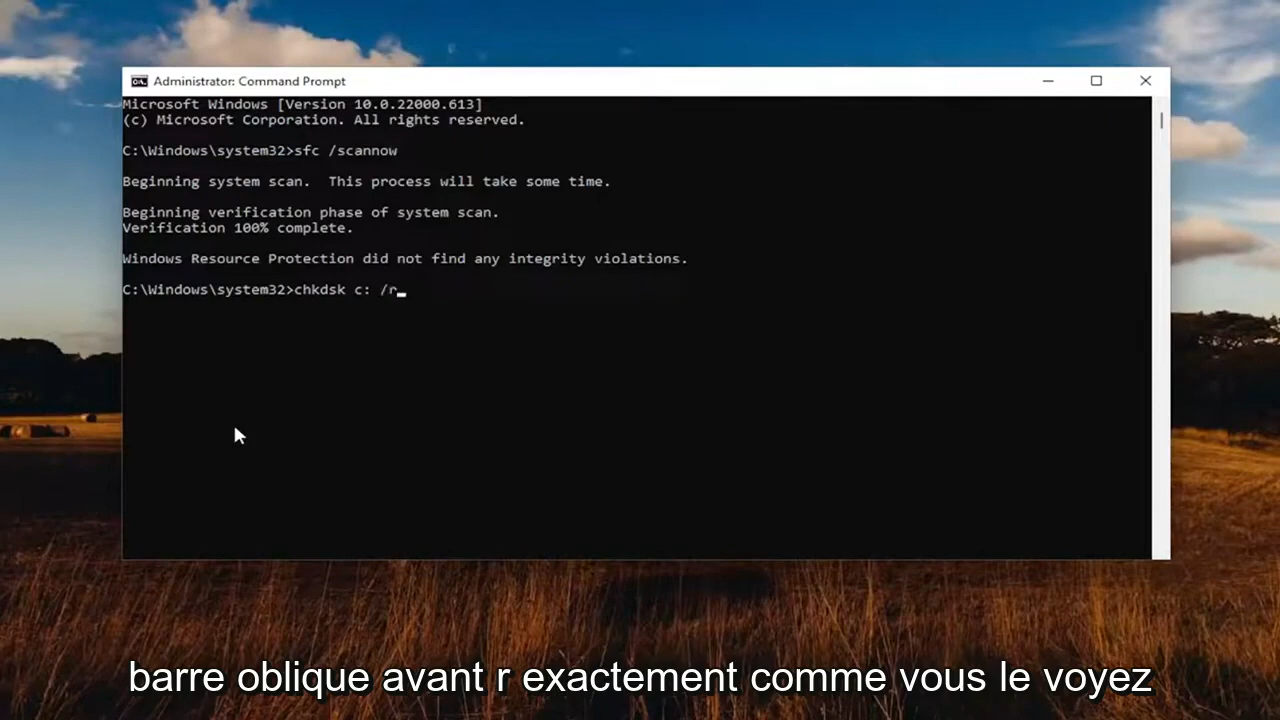 Administrator: Command Prompt
Microsoft Windows [Version 10.0.22000.613]
(c) Microsoft Corporation. All rights reserved.
C:\Windows\system32>sfc /scannow
Beginning system scan.  This process will take some time.
Beginning verification phase of system scan.
Verification 100% complete.
Windows Resource Protection did not find any integrity violations.
C:\Windows\system32>chkdsk c: /r
barre oblique avant r exactement comme vous le voyez